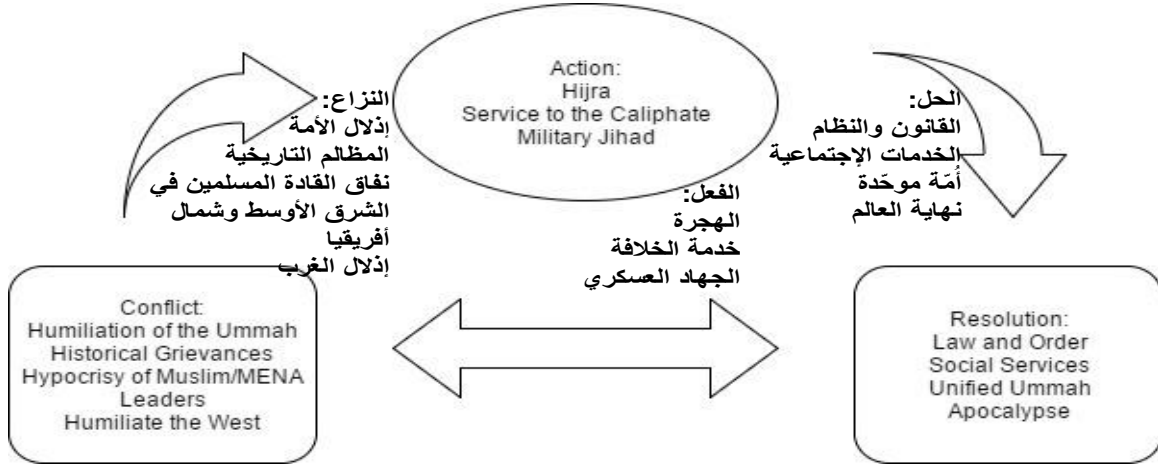 Action:
Hijra
Service to the Caliphate
Military Jihad
النزاع:
إذلال الأمة
المظالم التاريخية
نفاق القادة المسلمين في
الشرق الأوسط وشمال
أفريقيا
إذلال الغرب
الفعل:
الهجرة
خدمة الخلافة
الجهاد العسكري
الحل:
القانون والنظام
الخدمات الإجتماعية
أمّة موحّدة
نهاية العالم
Conflict:
Humiliation of the Ummah
Historical Grievances
Hypocrisy of Muslim/MENA
Leaders
Humiliate the West
Resolution:
Law and Order
Social Services
Unified Ummah
Apocalypse